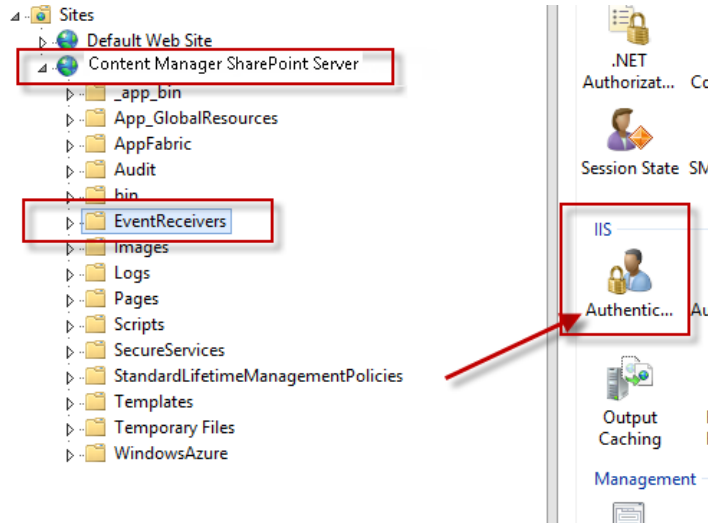 Sites
Default Web Site
Content Manager SharePoint Server
_app_bin
App_GlobalResources
AppFabric
Audit
bin
EventReceivers
Images
Logs
Pages
Scripts
SecureServices
StandardLifetimeManagementPolicies
Templates
Temporary Files
WindowsAzure
.NET
Authorizat...
Session State SM
IIS
Authentic...
Output
Caching
Management